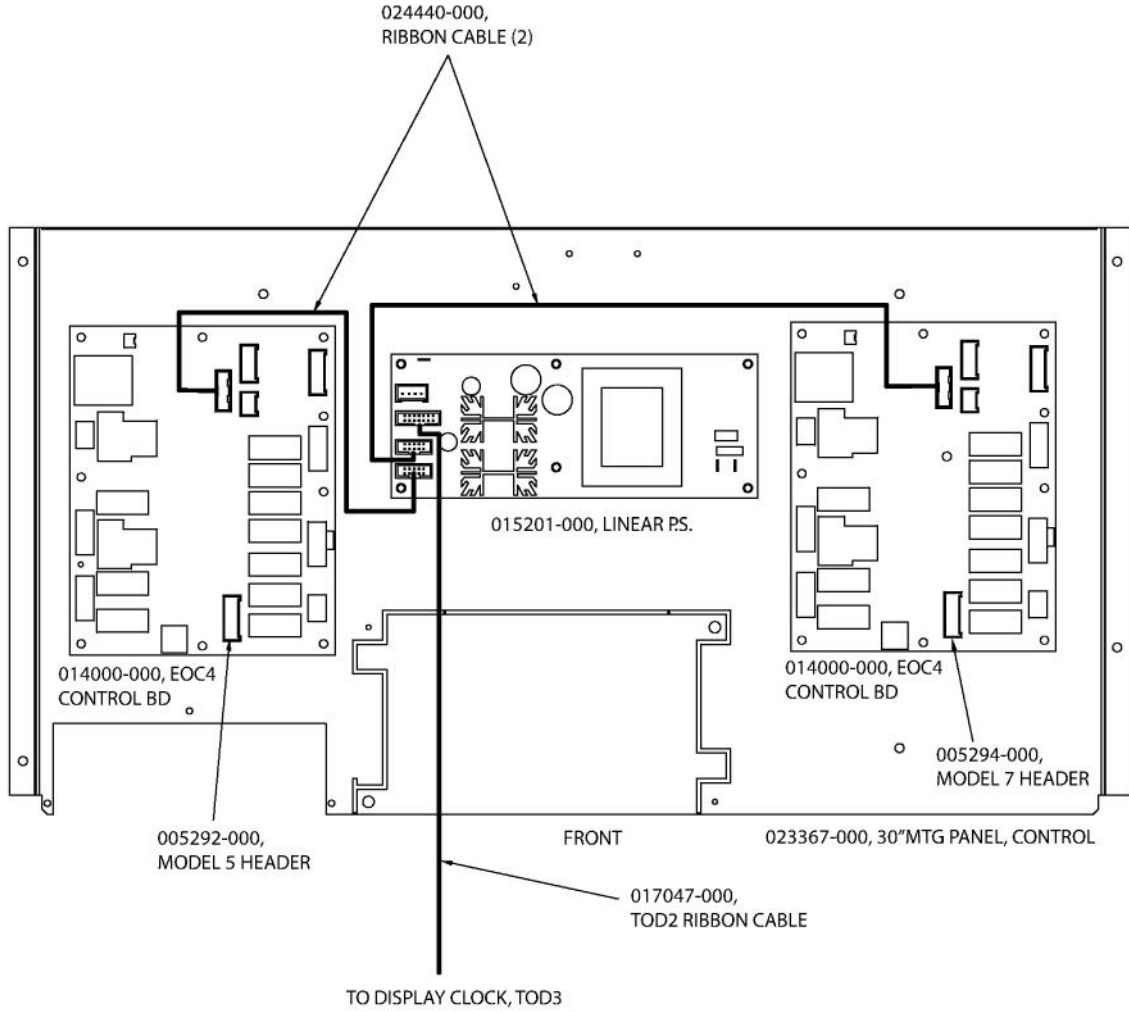 024440-000,
RIBBON CABLE (2)
015201-000, LINEAR P.S.
014000-000, EOC4
CONTROL BD
014000-000, EOC4
CONTROL BD
005294-000,
MODEL 7 HEADER
005292-000,
MODEL 5 HEADER
FRONT
023367-000, 30"MTG PANEL, CONTROL
017047-000,
TOD2 RIBBON CABLE
TO DISPLAY CLOCK, TOD3